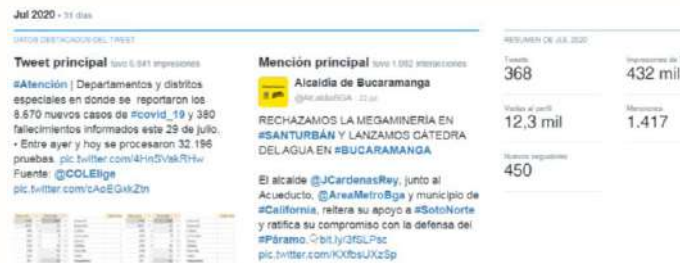 Jul 2020 • 31 días
DATOS DESTACADOS DEL TWEET
Tweet principal tuvo 6.041 impresiones
#Atención | Departamentos y distritos
especiales en donde se reportaron los
8.670 nuevos casos de #covid_19 y 380
fallecimientos informados este 29 de julio.
• Entre ayer y hoy se procesaron 32.196
pruebas. pic.twitter.com/4HnSVskRHw
Fuente: @COLElige
pic.twitter.com/cAoEGxkZtn
Mención principal tuvo 1.082 interacciones
Alcaldía de Bucaramanga
@AlcaldiaBGA · 22 jul.
RECHAZAMOS LA MEGAMINERÍA EN
#SANTURBÁN Y LANZAMOS CÁTEDRA
DEL AGUA EN #BUCARAMANGA
El alcalde @JCardenasRey, junto al
Acueducto, @AreaMetroBga y municipio de
#California, reitera su apoyo a #SotoNorte
y ratifica su compromiso con la defensa del
#Páramo. bit.ly/3fSLPsc
pic.twitter.com/KXfbsUXzSp
RESUMEN DE JUL 2020
Tweets
368
Impresiones de
432 mil
Visitas al perfil
12,3 mil
Menciones
1.417
Nuevos seguidores
450